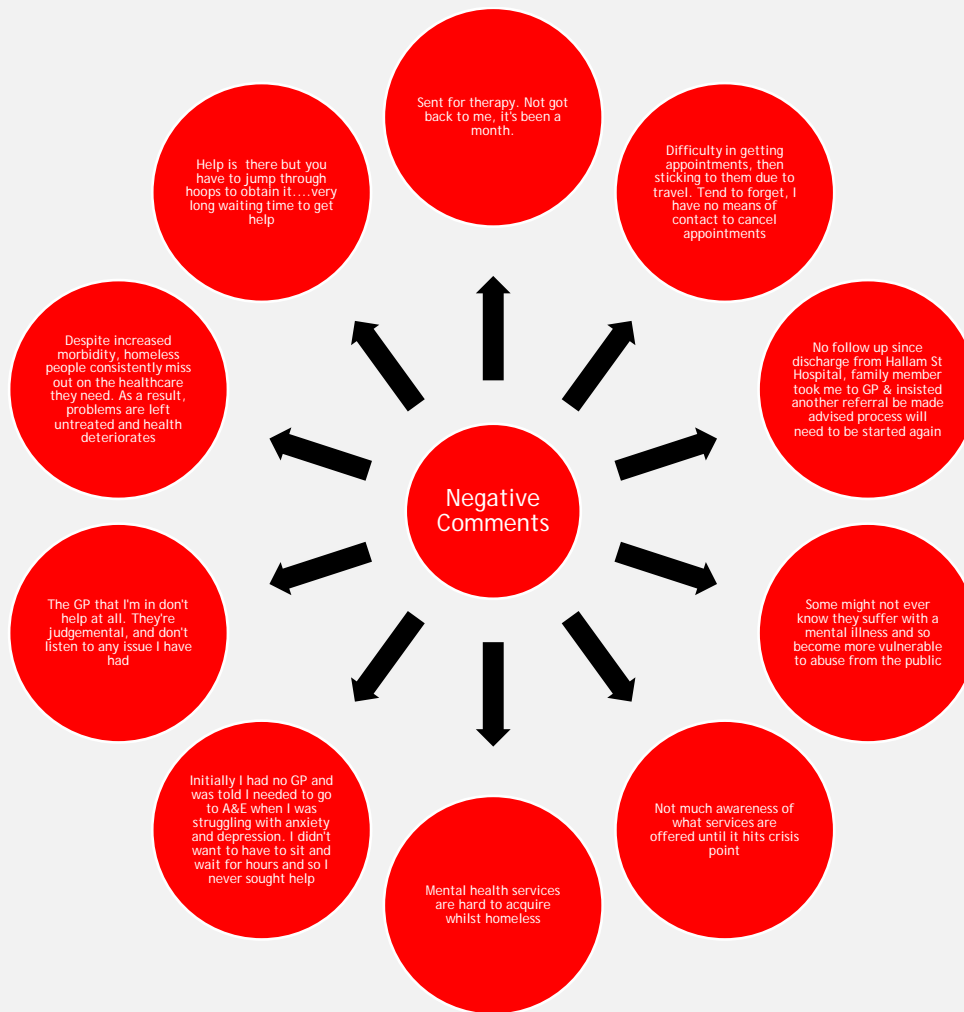 Sent for therapy. Not got
back to me, it's been a
month.
Difficulty in getting
appointments, then
sticking to them due to
travel. Tend to forget, I
have no means of
contact to cancel
appointments
No follow up since
discharge from Hallam St
Hospital, family member
took me to GP & insisted
another referral be made
advised process will
need to be started again
Some might not ever
know they suffer with a
mental illness and so
become more vulnerable
to abuse from the public
Not much awareness of
what services are
offered until it hits crisis
point
Mental health services
are hard to acquire
whilst homeless
Initially I had no GP and
was told I needed to go
to A&E when I was
struggling with anxiety
and depression. I didn't
want to have to sit and
wait for hours and so I
never sought help
The GP that I'm in don't
help at all. They're
judgemental, and don't
listen to any issue I have
had
Despite increased
morbidity, homeless
people consistently miss
out on the healthcare
they need. As a result,
problems are left
untreated and health
deteriorates
Help is there but you
have to jump through
hoops to obtain it....very
long waiting time to get
help
Negative
Comments